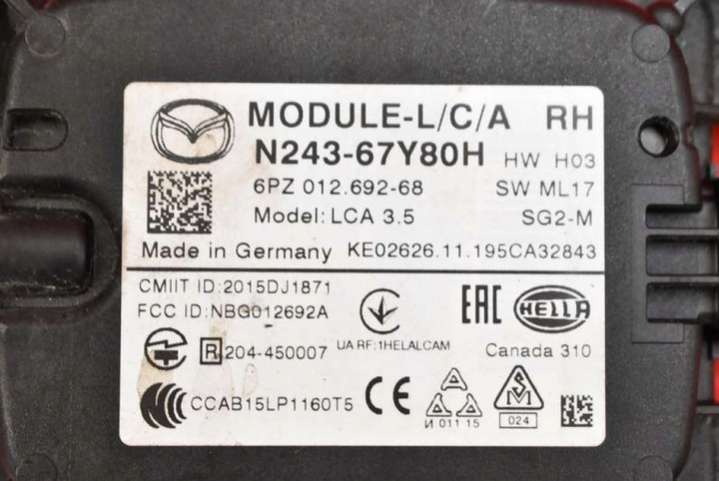 MODULE-L/C/A RH
N243-67Y80H HW H03
6PZ 012.692-68 SW ML17
Model: LCA 3.5 SG2-M
Made in Germany KE02626.11.195CA32843
CMIIT ID:2015DJ1871
FCC ID:NBG012692A
EAC HELLA
R 204-450007 UA RF:1HELALCAM Canada 310
CCAB15LP1160T5 CE
И 011 15
024